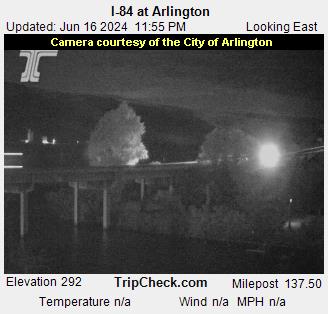 I-84 at Arlington
Updated: Jun 16 2024 11:55 PM Looking East
Camera courtesy of the City of Arlington
Elevation 292 TripCheck.com Milepost 137.50
Temperature n/a Wind n/a MPH n/a